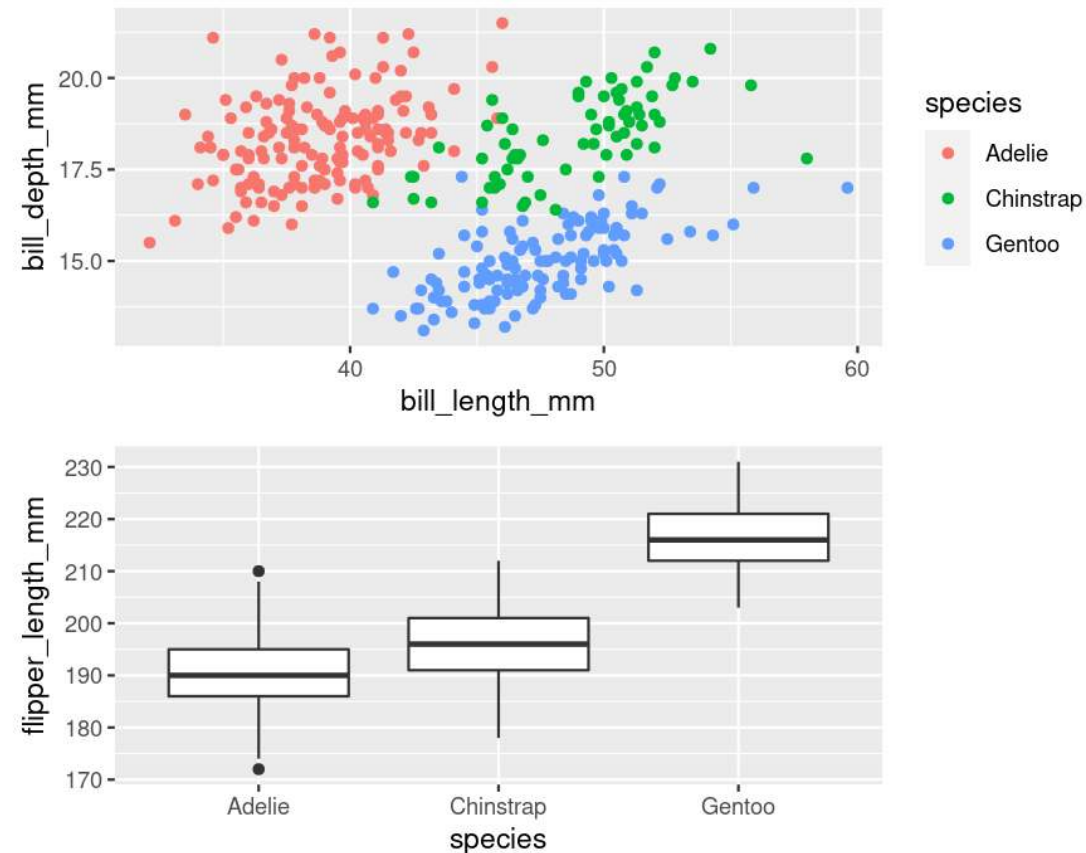 bill_depth_mm
20.0
17.5
15.0
40 50 60
bill_length_mm
species
Adelie
Chinstrap
Gentoo
flipper_length_mm
230
220
210
200
190
180
170
Adelie Chinstrap Gentoo
species